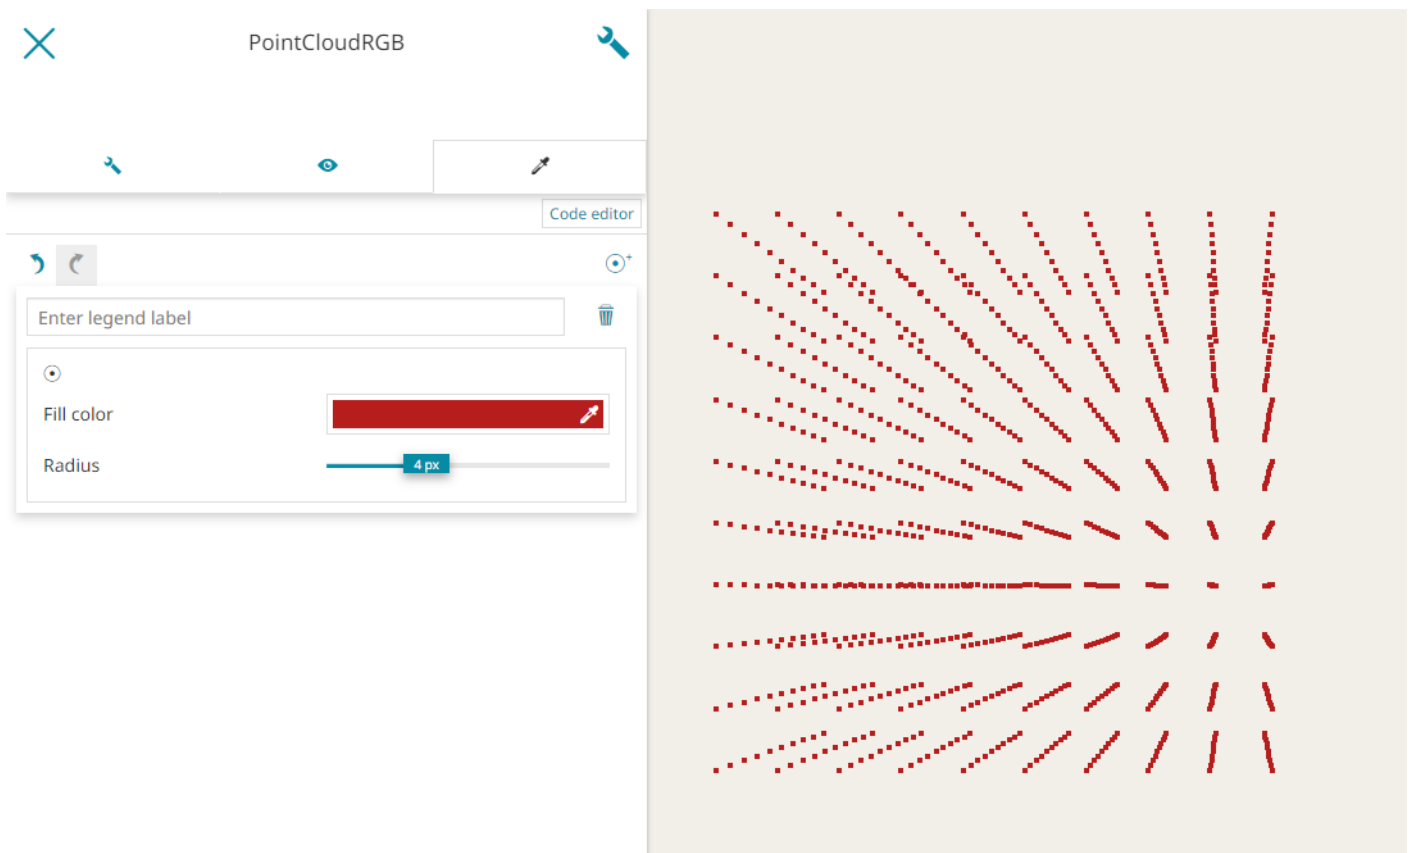 PointCloudRGB
Code editor
Enter legend label
Fill color
Radius
4 px